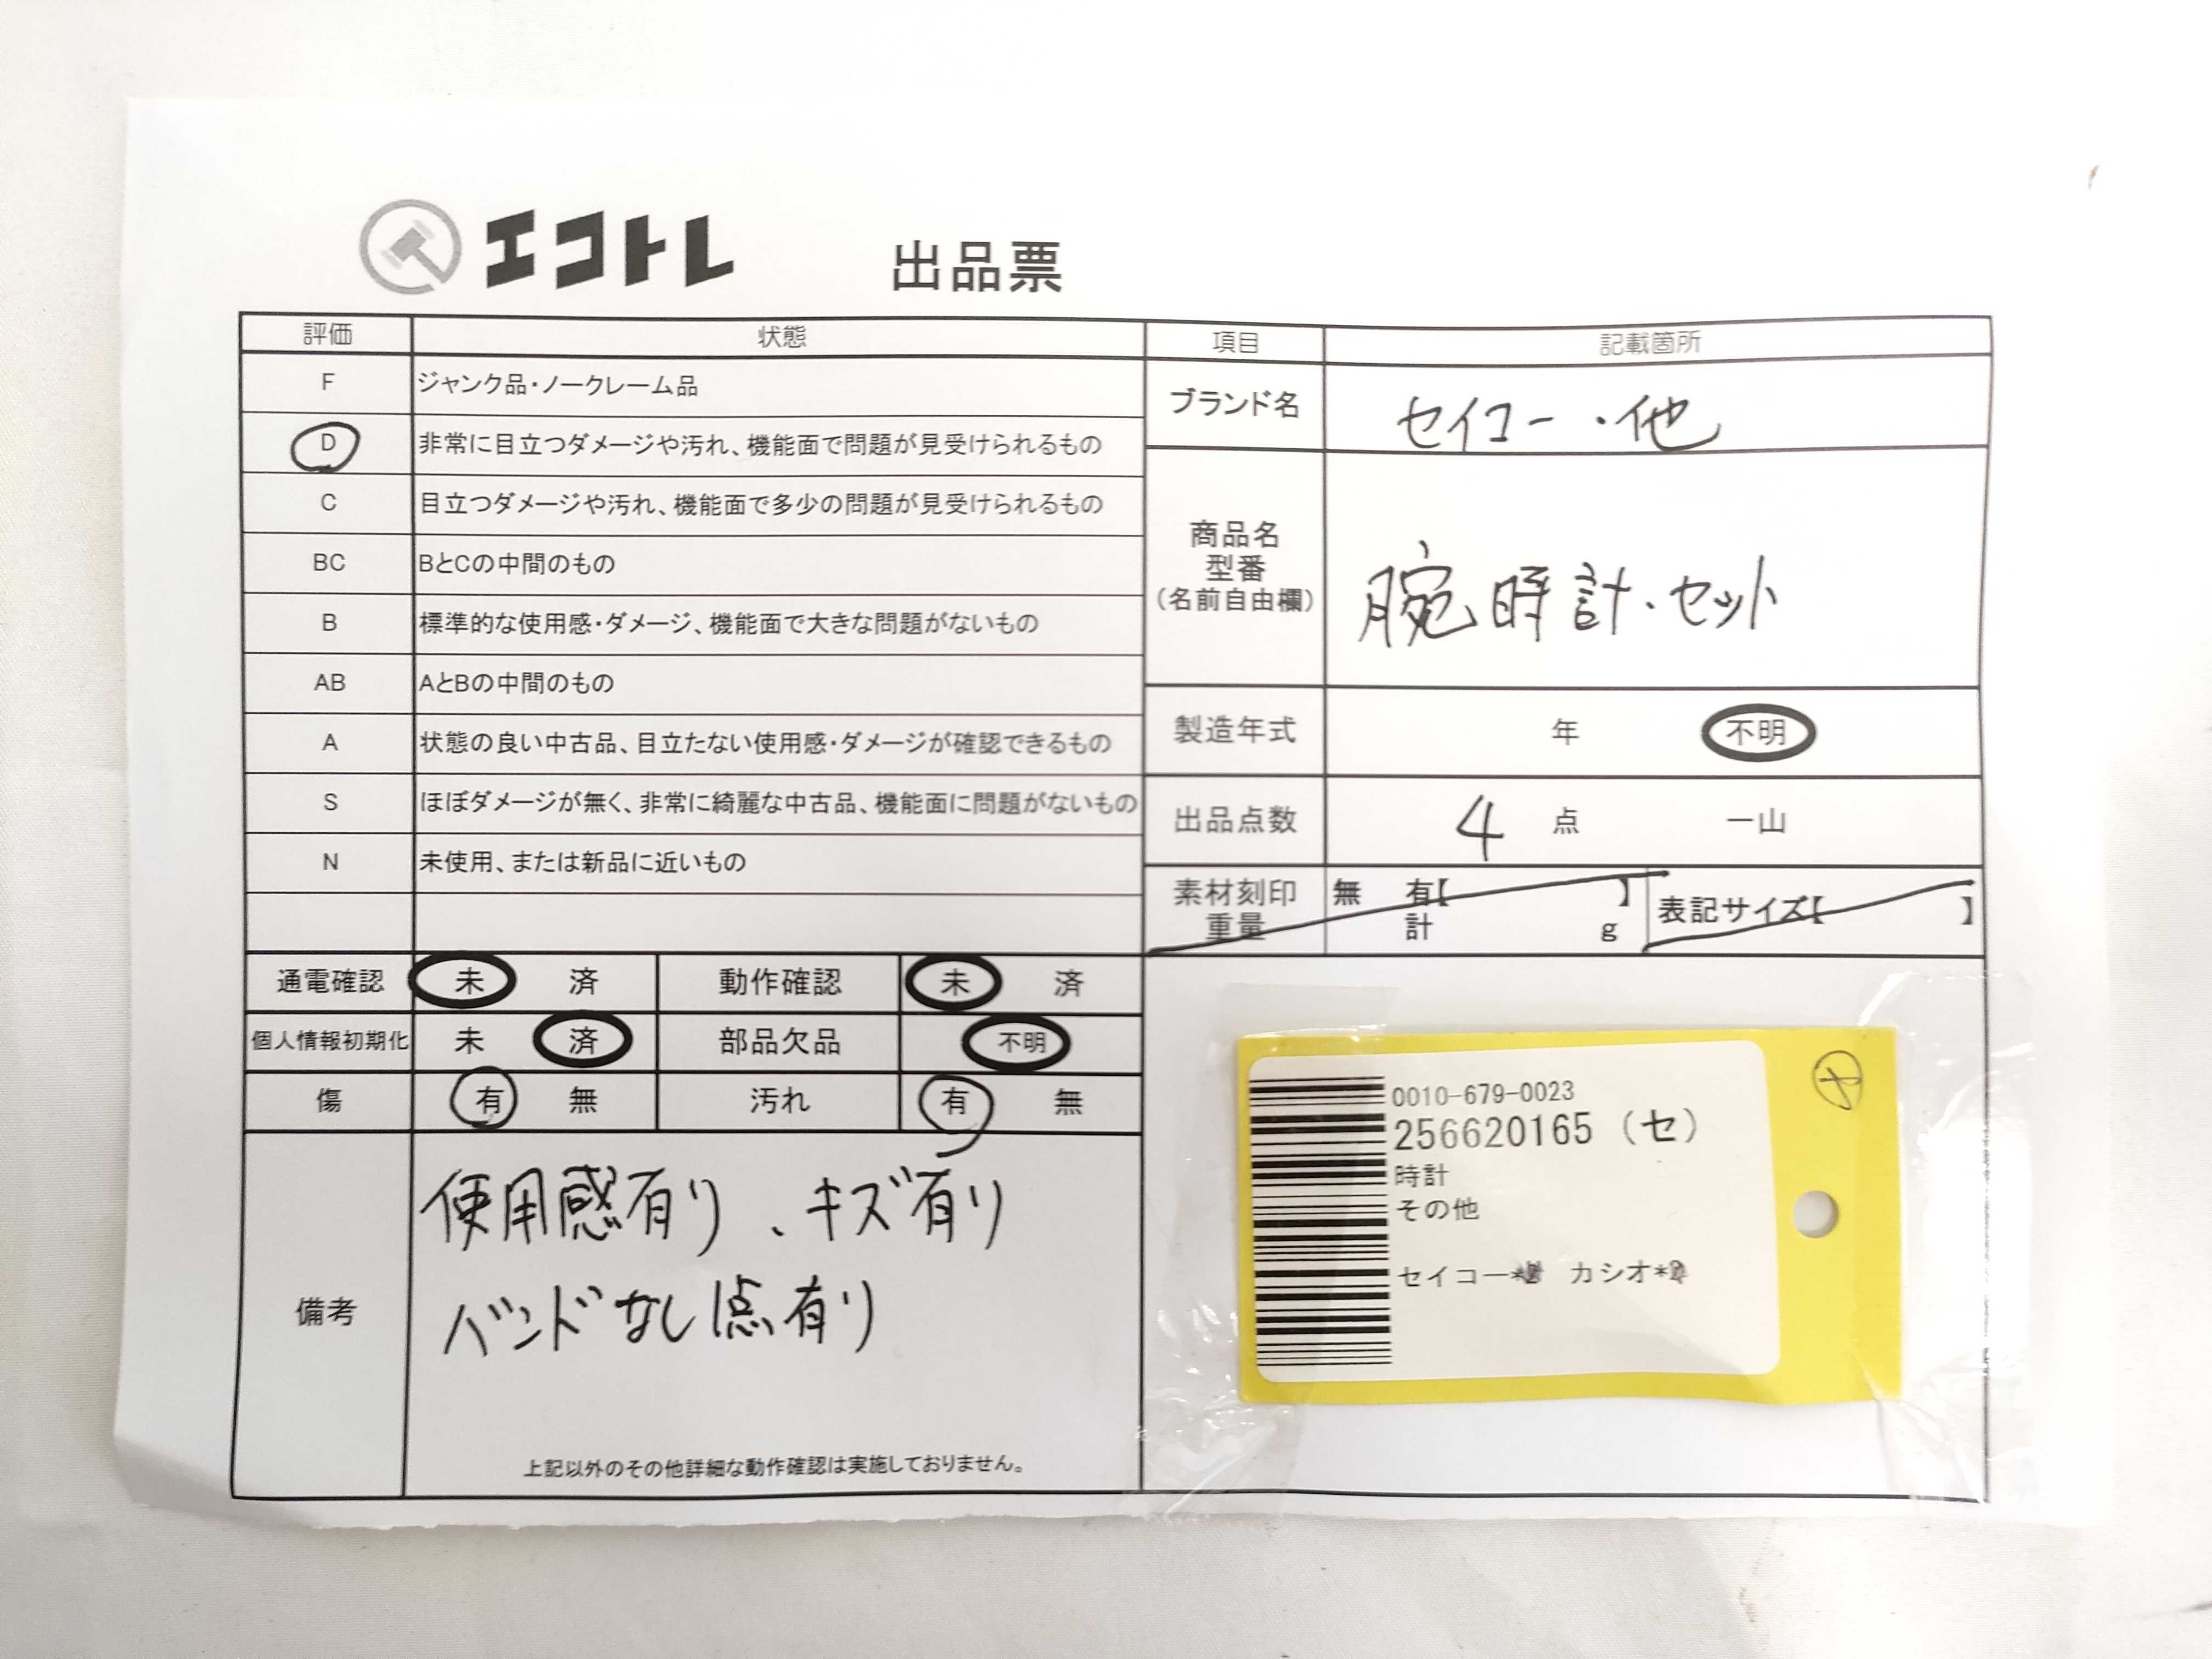 エコトレ 出品票
評価 状態 項目 記載箇所
F ジャンク品・ノークレーム品
D 非常に目立つダメージや汚れ、機能面で問題が見受けられるもの
C 目立つダメージや汚れ、機能面で多少の問題が見受けられるもの
BC BとCの中間のもの
B 標準的な使用感・ダメージ、機能面で大きな問題がないもの
AB AとBの中間のもの
A 状態の良い中古品、目立たない使用感・ダメージが確認できるもの
S ほぼダメージが無く、非常に綺麗な中古品、機能面に問題がないもの
N 未使用、または新品に近いもの
ブランド名 セイコー・他
商品名
型番
(名前自由欄)
腕時計・セット
製造年式 年 不明
出品点数 4 点 一山
素材刻印 無 有【 】 表記サイズ【 】
重量 計 g
通電確認 未 済 動作確認 未 済
個人情報初期化 未 済 部品欠品 不明
傷 有 無 汚れ 有 無
備考
使用感有り、キズ有り
バンドなし1点有り
上記以外のその他詳細な動作確認は実施しておりません。
0010-679-0023
256620165 (セ)
時計
その他
セイコー* カシオ*